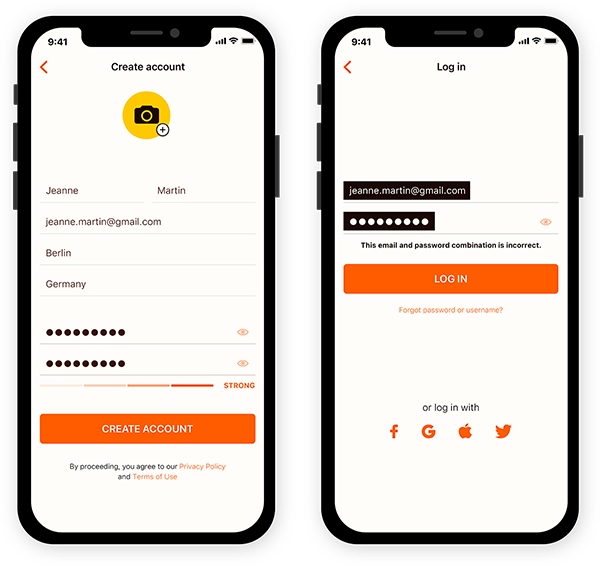 9:41
Create account
Jeanne Martin
jeanne.martin@gmail.com
Berlin
Germany
●●●●●●●●●
●●●●●●●●●
STRONG
CREATE ACCOUNT
By proceeding, you agree to our Privacy Policy
and Terms of Use
9:41
Log in
jeanne.martin@gmail.com
●●●●●●●●●
This email and password combination is incorrect.
LOG IN
Forgot password or username?
or log in with